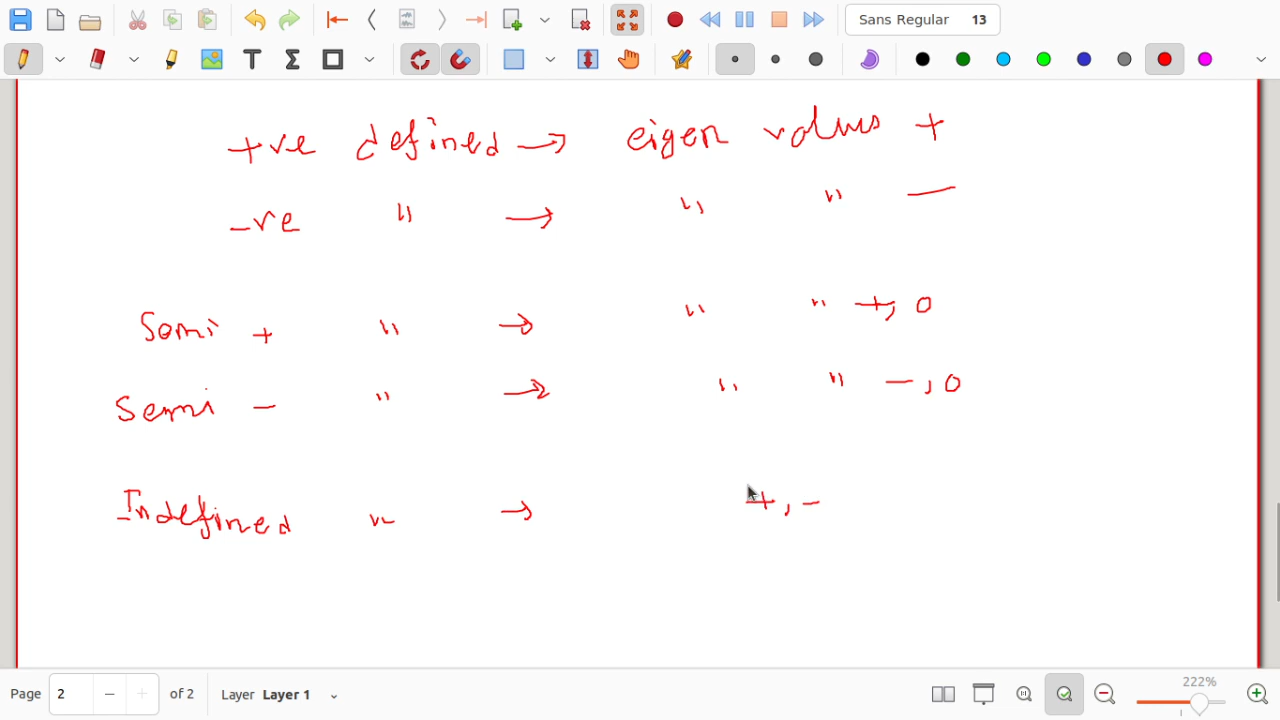 Sans Regular 13
+ve defined → eigen values +
-ve " → " " —
Semi + " → " " +, 0
Semi - " → " " -, 0
Indefined " → +, -
Page 2 of 2 Layer Layer 1 222%